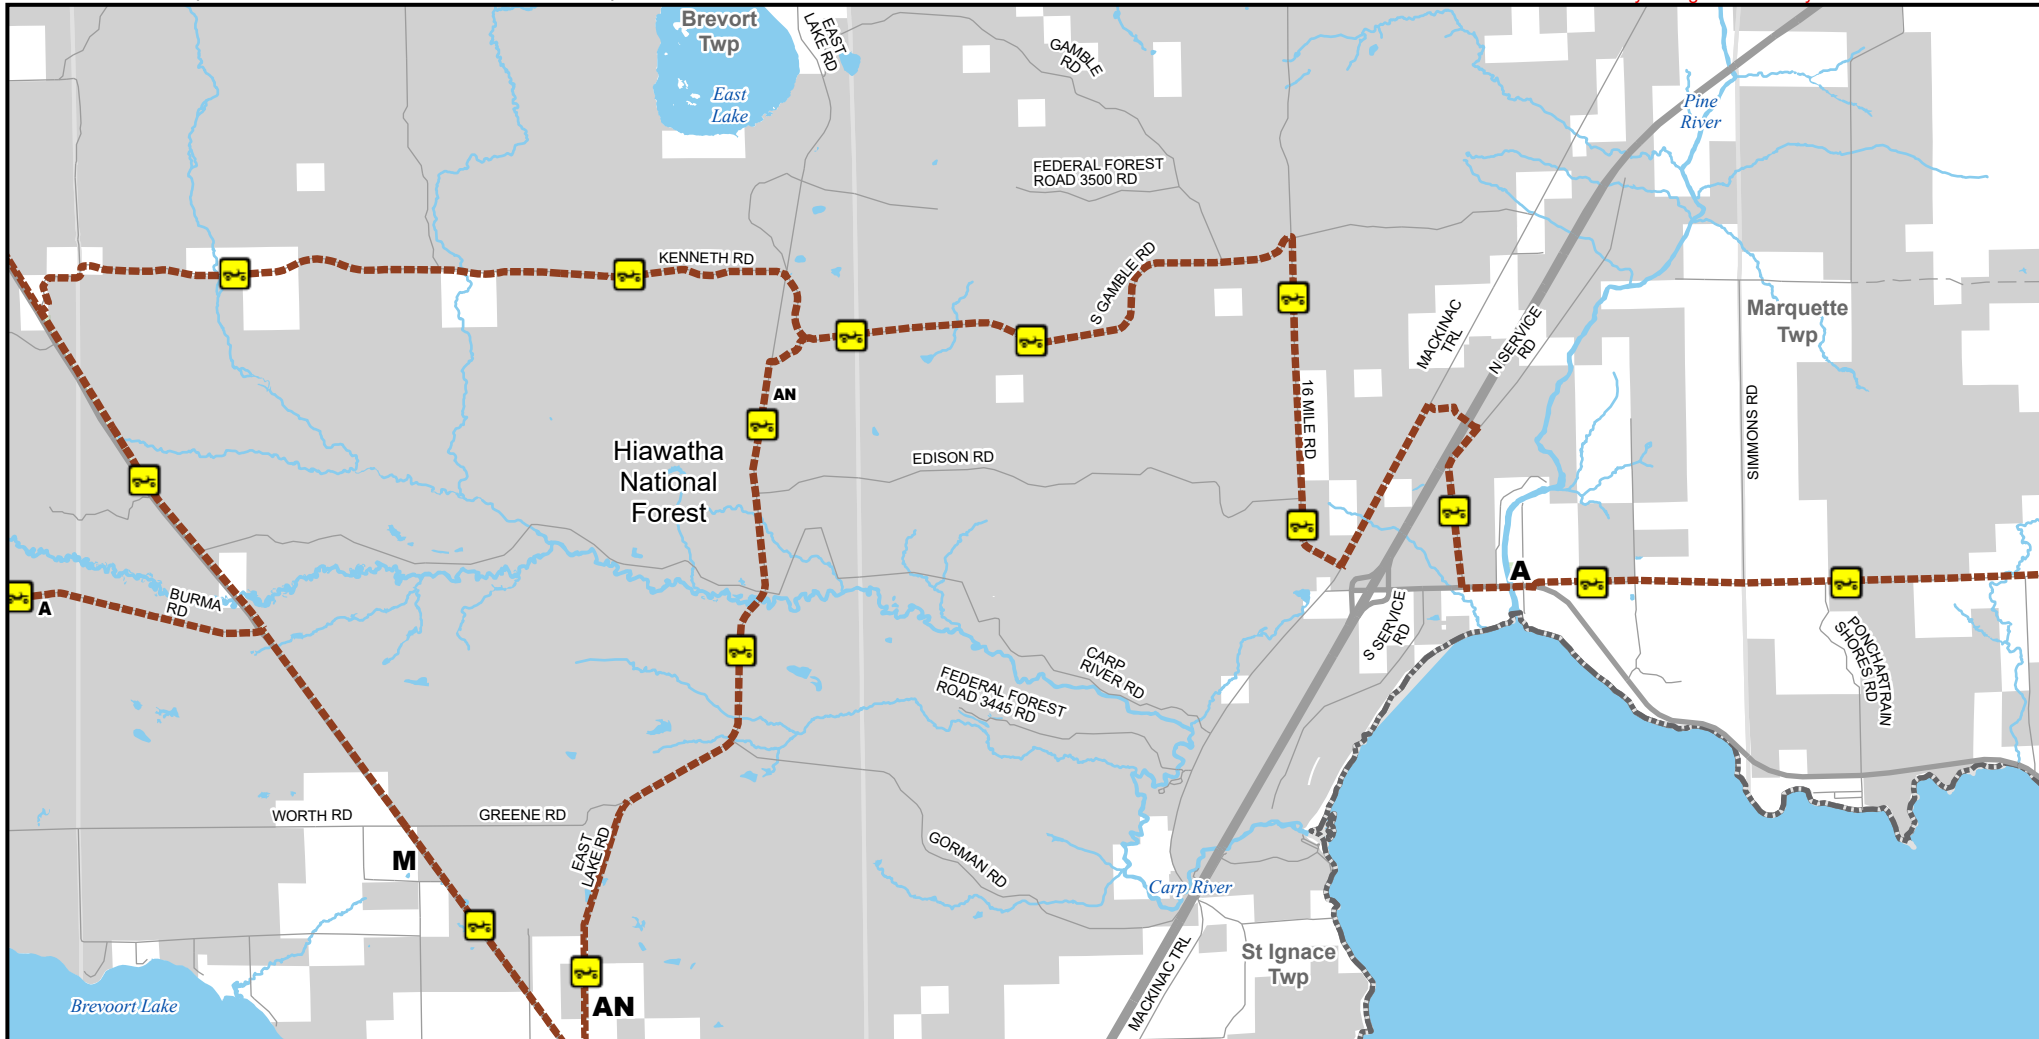 Brevort
Twp
EAST
LAKE RD
GAMBLE
RD
East
Lake
Pine
River
FEDERAL FOREST
ROAD 3500 RD
KENNETH RD
S GAMBLE RD
MACKINAC
TRL
N SERVICE
RD
Marquette
Twp
AN
16 MILE RD
SIMMONS RD
Hiawatha
National
Forest
EDISON RD
A
BURMA
RD
A
S SERVICE
RD
PONCHARTRAIN
SHORES RD
CARP
RIVER RD
FEDERAL FOREST
ROAD 3445 RD
WORTH RD
GREENE RD
EAST
LAKE RD
M
GORMAN RD
Carp River
MACKINAC TRL
St Ignace
Twp
Brevoort Lake
AN